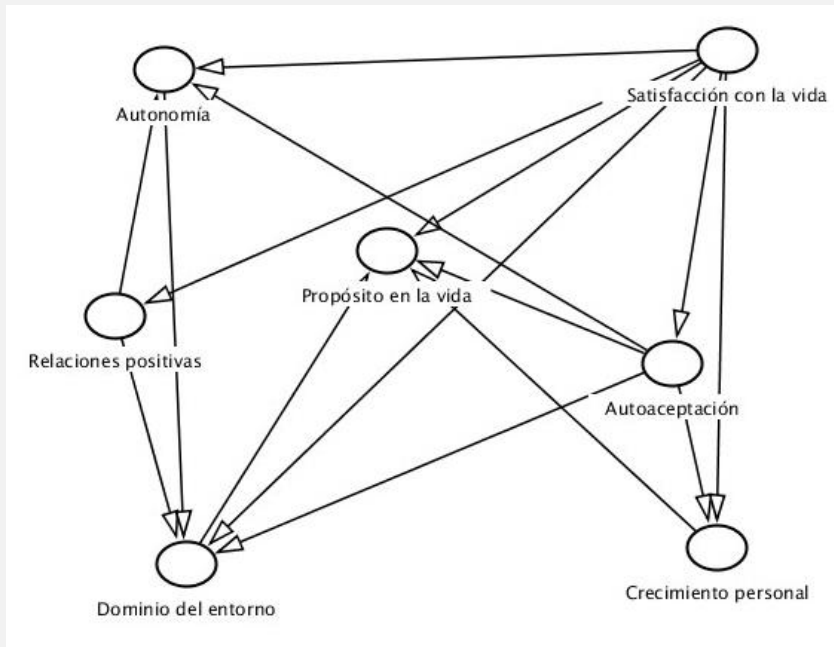 Satisfacción con la vida
Autonomía
Propósito en la vida
Relaciones positivas
Autoaceptación
Crecimiento personal
Dominio del entorno